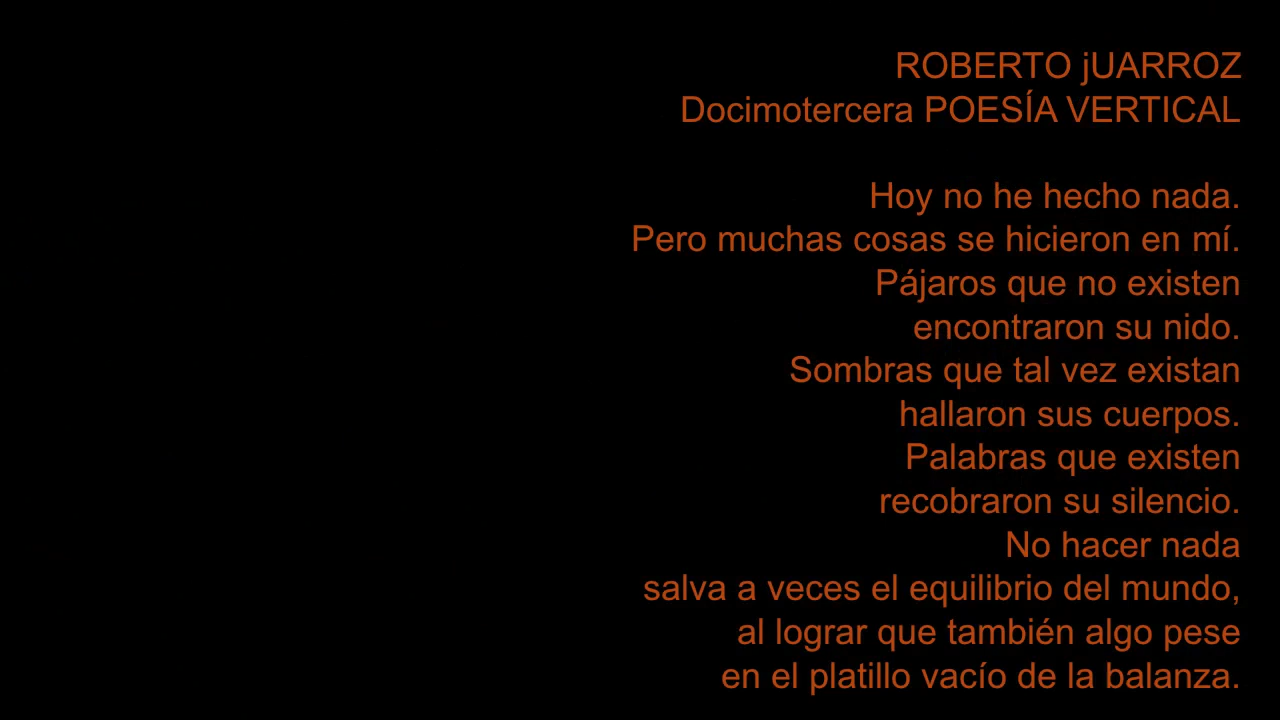 ROBERTO jUARROZ
Docimotercera POESÍA VERTICAL
Hoy no he hecho nada.
Pero muchas cosas se hicieron en mí.
Pájaros que no existen
encontraron su nido.
Sombras que tal vez existan
hallaron sus cuerpos.
Palabras que existen
recobraron su silencio.
No hacer nada
salva a veces el equilibrio del mundo,
al lograr que también algo pese
en el platillo vacío de la balanza.